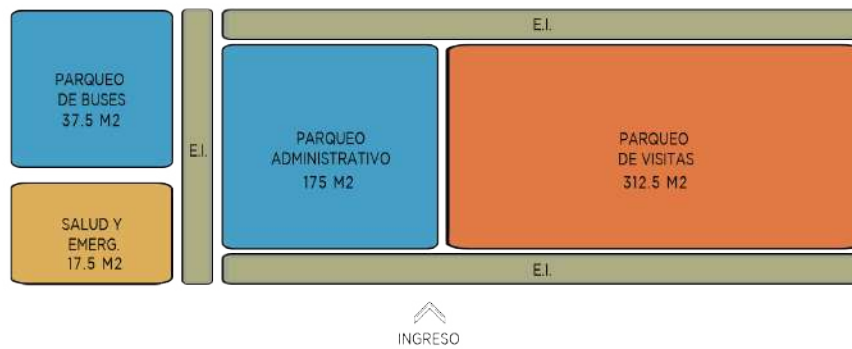 E.I.
PARQUEO
DE BUSES
37.5 M2
E.I.
PARQUEO
ADMINISTRATIVO
175 M2
PARQUEO
DE VISITAS
312.5 M2
SALUD Y
EMERG.
17.5 M2
E.I.
INGRESO